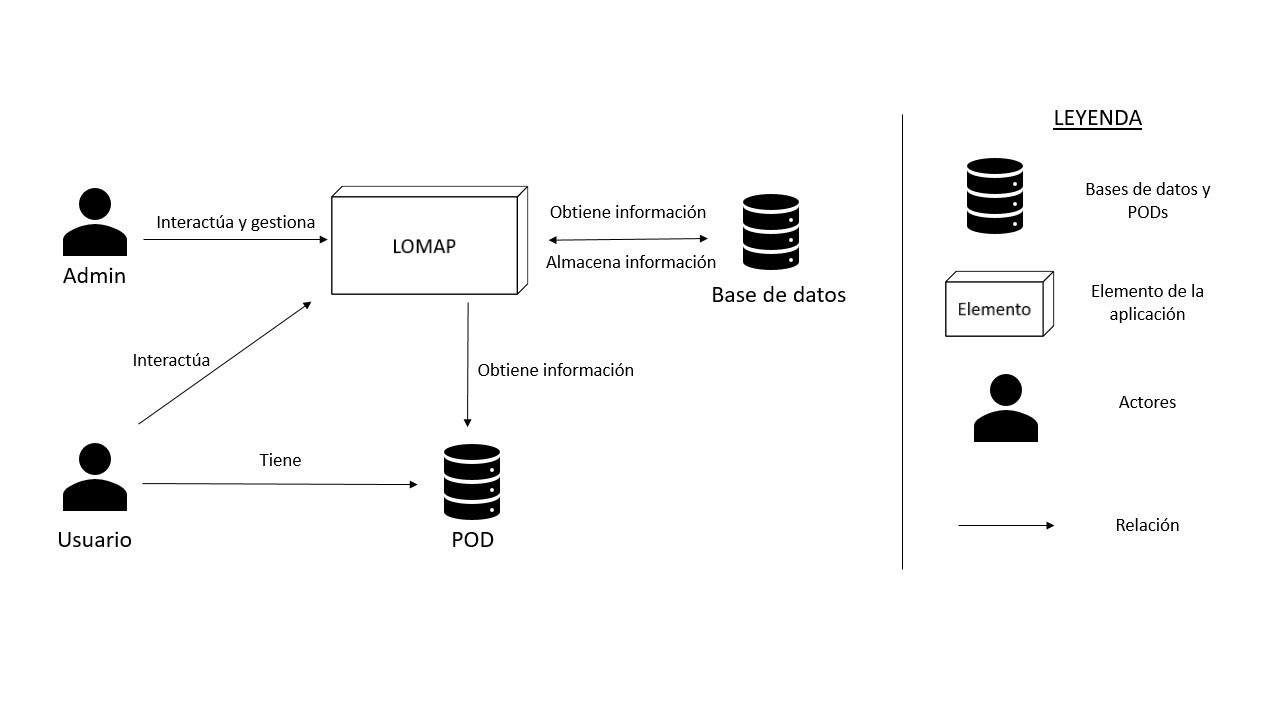 LEYENDA
Interactúa y gestiona
Admin
LOMAP
Obtiene información
Almacena información
Base de datos
Interactúa
Obtiene información
Tiene
Usuario
POD
Bases de datos y
PODs
Elemento
Elemento de la
aplicación
Actores
Relación